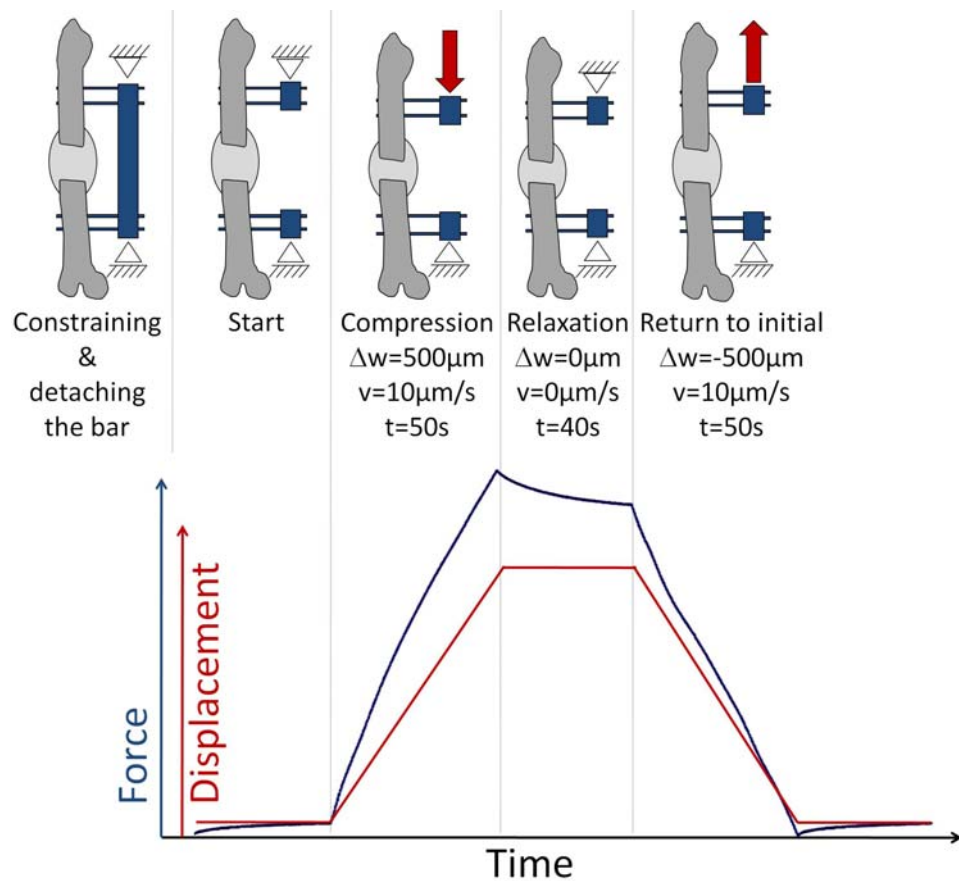 Constraining
&
detaching
the bar
Start
Compression
Δw=500μm
v=10μm/s
t=50s
Relaxation
Δw=0μm
v=0μm/s
t=40s
Return to initial
Δw=-500μm
v=10μm/s
t=50s
Force
Displacement
Time